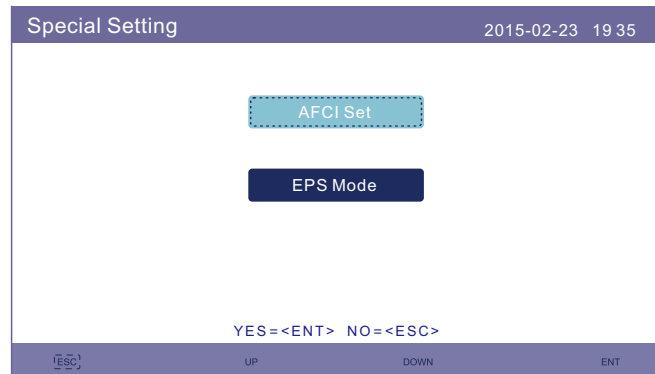 Special Setting 2015-02-23 19 35
AFCI Set
EPS Mode
YES=<ENT> NO=<ESC>
ESC UP DOWN ENT